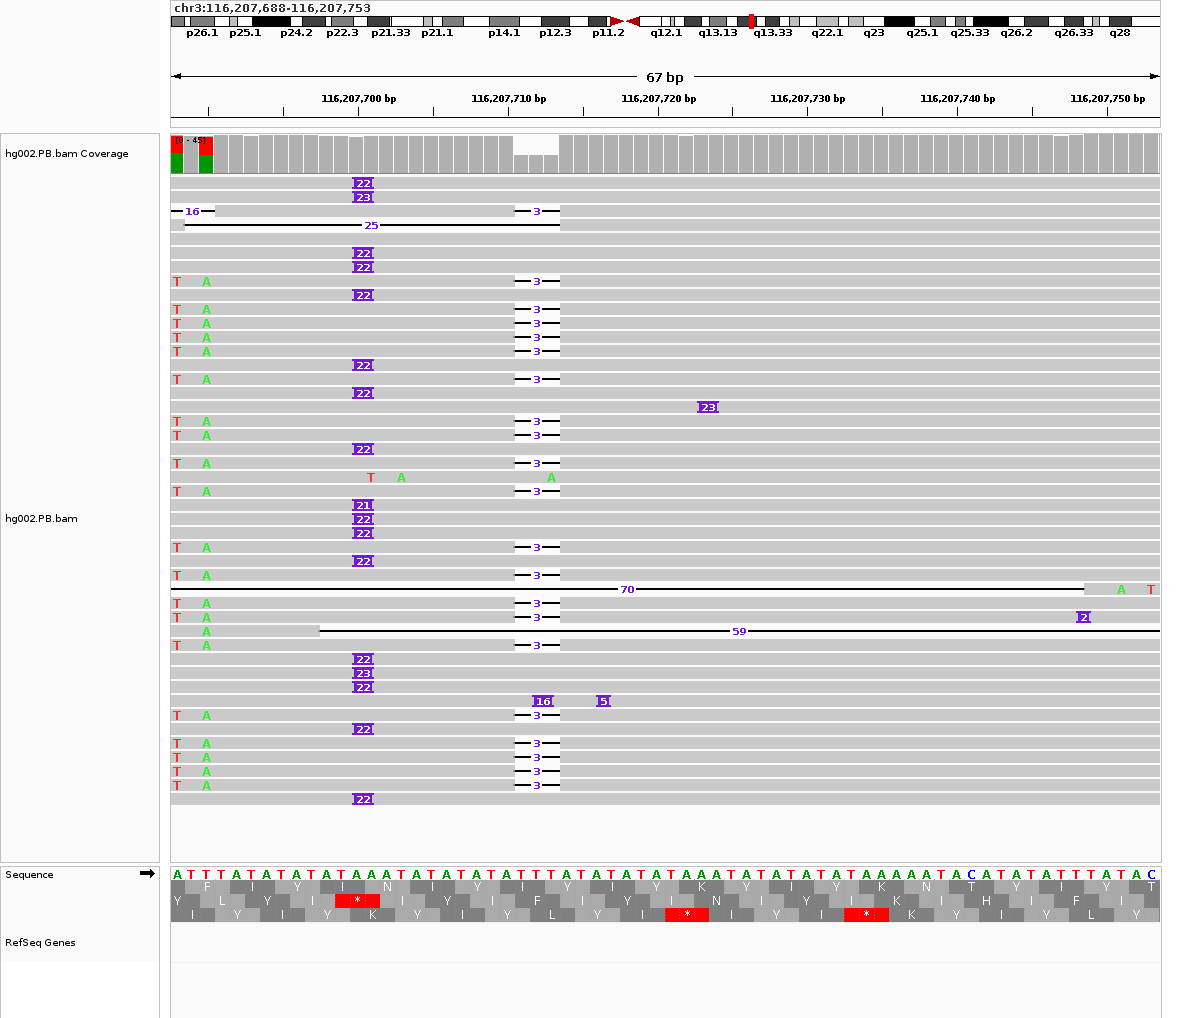 chr3:116,207,688-116,207,753
p26.1 p25.1 p24.2 p22.3 p21.33 p21.1 p14.1 p12.3 p11.2 q12.1 q13.13 q13.33 q22.1 q23 q25.1 q25.33 q26.2 q26.33 q28
67 bp
116,207,700 bp 116,207,710 bp 116,207,720 bp 116,207,730 bp 116,207,740 bp 116,207,750 bp
hg002.PB.bam Coverage
[0 - 45]
22
23
16 3
25
22
22
T A 3
22
T A 3
T A 3
T A 3
T A 3
22
T A 3
22
23
T A 3
T A 3
22
T A 3
T A A
T A 3
21
hg002.PB.bam
22
22
T A 3
22
T A 3
70 A T
T A 3
T A 3 2
A 59
T A 3
22
23
22
16 5
T A 3
22
T A 3
T A 3
T A 3
T A 3
22
Sequence
A T T T A T A T A T A T A A A T A T A T A T A T T T A T A T A T A T A A A T A T A T A T A T A A A A A T A C A T A T A T T T A T A C
F I Y I N I Y I Y I Y K Y I Y K N T Y I Y T
Y L Y I * I Y I F I Y I N I Y I K I H I F I
I Y I Y K Y I Y L Y I * I Y I * K Y I Y L Y
RefSeq Genes